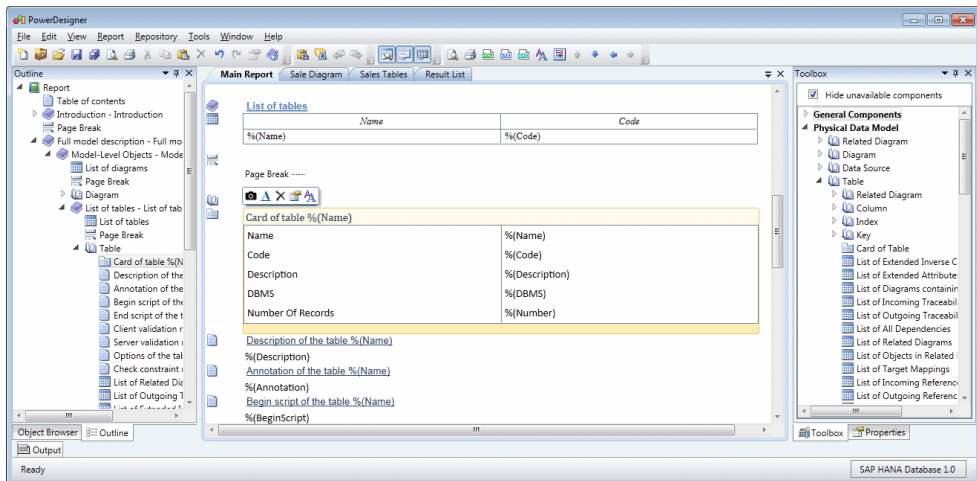 PowerDesigner
File Edit View Report Repository Tools Window Help
Outline
Report
Table of contents
Introduction - Introduction
Page Break
Full model description - Full mo
Model-Level Objects - Mode
List of diagrams
Page Break
Diagram
List of tables - List of tab
List of tables
Page Break
Table
Card of table %(N
Description of the
Annotation of the
Begin script of the
End script of the t
Client validation r
Server validation
Options of the tab
Check constraint
List of Related Dia
List of Outgoing T
Object Browser Outline
Main Report Sale Diagram Sales Tables Result List
List of tables
Name Code
%(Name) %(Code)
Page Break -----
Card of table %(Name)
Name %(Name)
Code %(Code)
Description %(Description)
DBMS %(DBMS)
Number Of Records %(Number)
Description of the table %(Name)
%(Description)
Annotation of the table %(Name)
%(Annotation)
Begin script of the table %(Name)
%(BeginScript)
Toolbox
Hide unavailable components
General Components
Physical Data Model
Related Diagram
Diagram
Data Source
Table
Related Diagram
Column
Index
Key
Card of Table
List of Extended Inverse C
List of Extended Attribute
List of Diagrams containin
List of Incoming Traceabil
List of Outgoing Traceabil
List of All Dependencies
List of Related Diagrams
List of Objects in Related
List of Target Mappings
List of Incoming Referenc
List of Outgoing Referenc
Toolbox Properties
Output
Ready SAP HANA Database 1.0